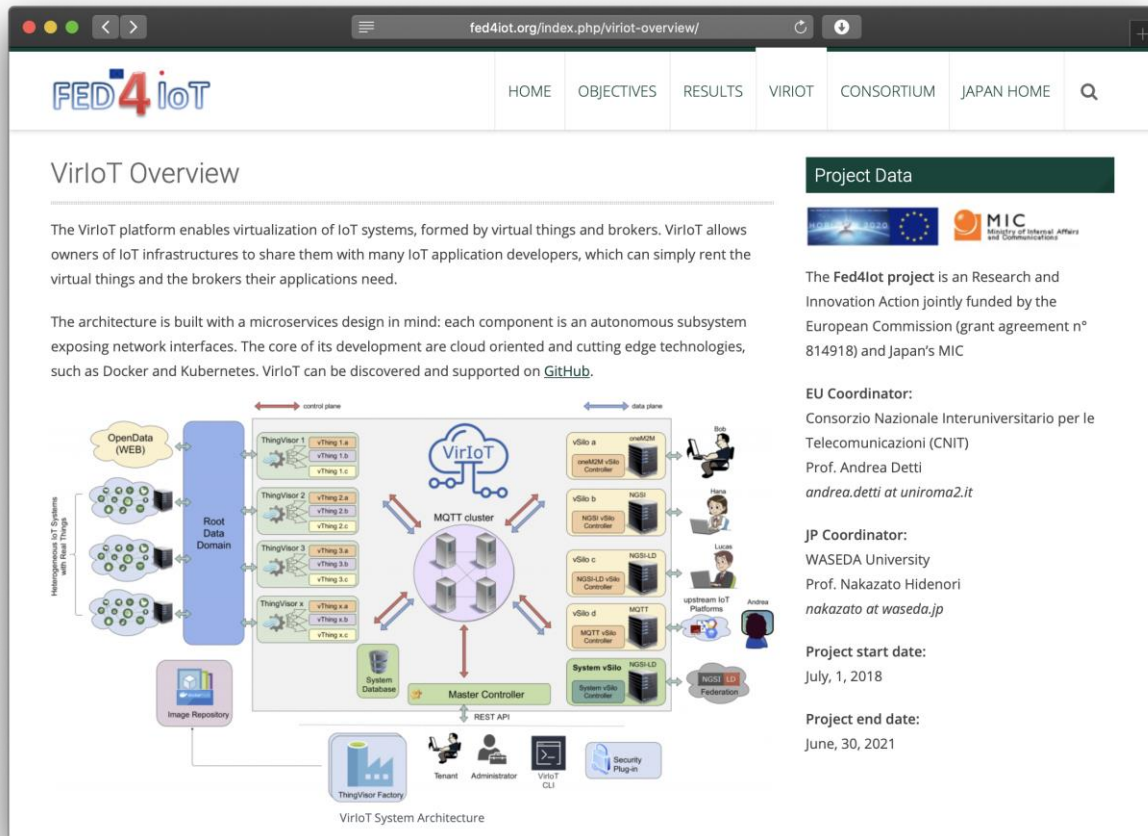 fed4iot.org/index.php/viriot-overview/
FED4IoT
HOME
OBJECTIVES
RESULTS
VIRIOT
CONSORTIUM
JAPAN HOME
VirIoT Overview
The VirIoT platform enables virtualization of IoT systems, formed by virtual things and brokers. VirIoT allows
owners of IoT infrastructures to share them with many IoT application developers, which can simply rent the
virtual things and the brokers their applications need.
The architecture is built with a microservices design in mind: each component is an autonomous subsystem
exposing network interfaces. The core of its development are cloud oriented and cutting edge technologies,
such as Docker and Kubernetes. VirIoT can be discovered and supported on GitHub.
control plane
data plane
OpenData
(WEB)
Heterogeneous IoT Systems
with Real Things
Root
Data
Domain
ThingVisor 1
vThing 1.a
vThing 1.b
vThing 1.c
ThingVisor 2
vThing 2.a
vThing 2.b
vThing 2.c
ThingVisor 3
vThing 3.a
vThing 3.b
vThing 3.c
ThingVisor x
vThing x.a
vThing x.b
vThing x.c
VirIoT
MQTT cluster
System
Database
Master Controller
REST API
vSilo a
oneM2M
oneM2M vSilo
Controller
vSilo b
NGSI
NGSI vSilo
Controller
vSilo c
NGSI-LD
NGSI-LD vSilo
Controller
vSilo d
MQTT
MQTT vSilo
Controller
System vSilo
NGSI-LD
System vSilo
Controller
Bob
Hana
Lucas
upstream IoT
Platforms
Andrea
NGSI LD
Federation
Image Repository
ThingVisor Factory
Tenant
Administrator
VirIoT
CLI
Security
Plug-in
VirIoT System Architecture
Project Data
MIC
Ministry of Internal Affairs
and Communications
The Fed4Iot project is an Research and
Innovation Action jointly funded by the
European Commission (grant agreement n°
814918) and Japan's MIC
EU Coordinator:
Consorzio Nazionale Interuniversitario per le
Telecomunicazioni (CNIT)
Prof. Andrea Detti
andrea.detti at uniroma2.it
JP Coordinator:
WASEDA University
Prof. Nakazato Hidenori
nakazato at waseda.jp
Project start date:
July, 1, 2018
Project end date:
June, 30, 2021